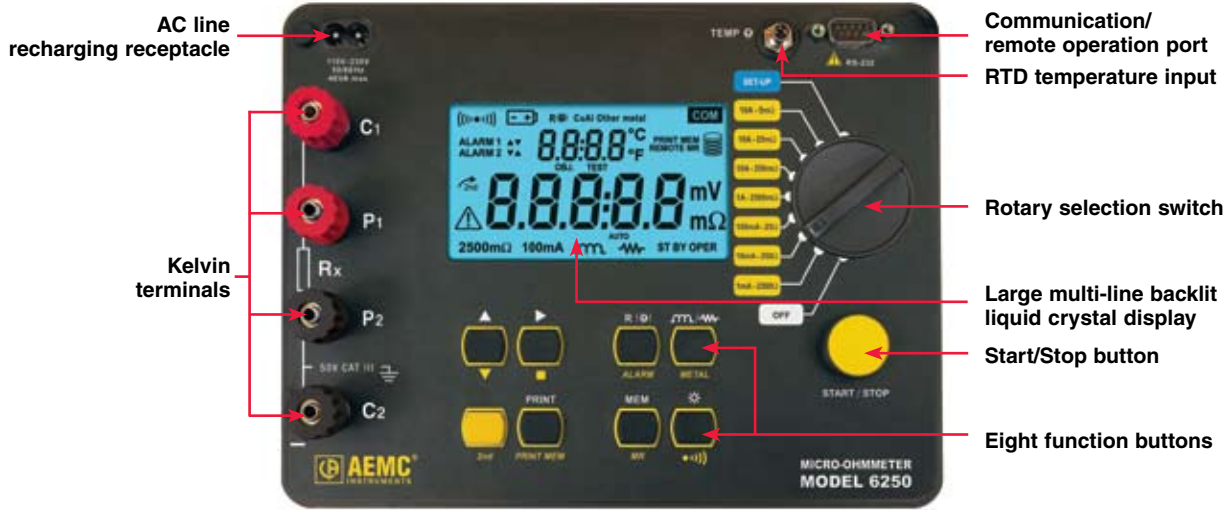 AC line
recharging receptacle
Communication/
remote operation port
RTD temperature input
Rotary selection switch
Large multi-line backlit
liquid crystal display
Start/Stop button
Eight function buttons
Kelvin
terminals
110V-230V
50/60Hz
TEMP
RS-232
C1
P1
Rx
P2
50V CAT III
C2
R CuAl Other metal
COM
ALARM 1
ALARM 2
8.8:8.8 °C
°F
PRINT MEM
REMOTE MR
OBJ. TEST
2nd
8.8.8:8.8 mV
mΩ
AUTO
2500mΩ 100mA ST BY OPER
SET-UP
10A - 5mΩ
10A - 25mΩ
10A - 250mΩ
1A - 2500mΩ
100mA - 25Ω
10mA - 250Ω
1mA - 2500Ω
OFF
START / STOP
R
ALARM
METAL
PRINT
MEM
2nd
PRINT MEM
MR
AEMC®
INSTRUMENTS
MICRO-OHMMETER
MODEL 6250